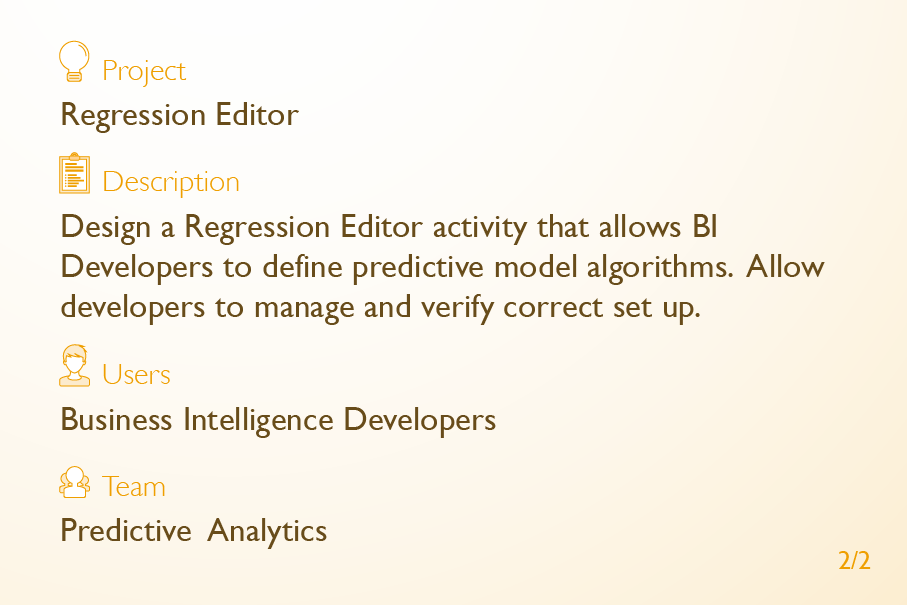 Project
Regression Editor
Description
Design a Regression Editor activity that allows BI
Developers to define predictive model algorithms. Allow
developers to manage and verify correct set up.
Users
Business Intelligence Developers
Team
Predictive Analytics
2/2